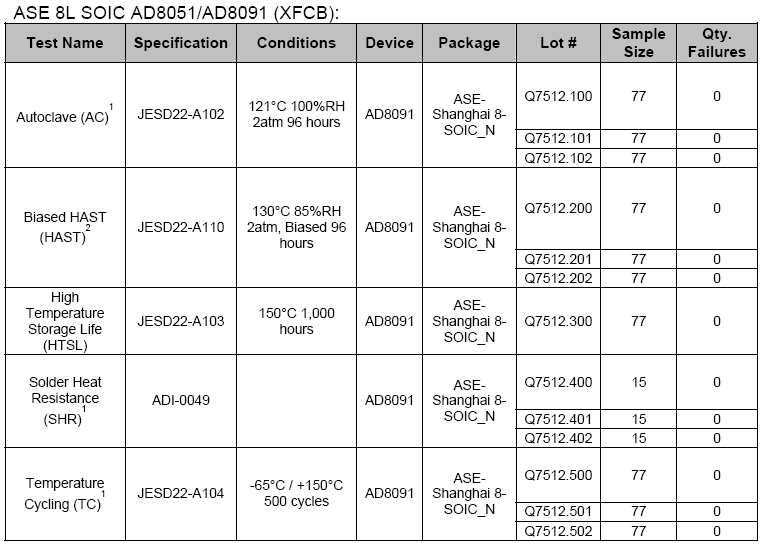 ASE 8L SOIC AD8051/AD8091 (XFCB):
Test Name Specification Conditions Device Package Lot # Sample Size Qty. Failures
Autoclave (AC)1 JESD22-A102 121°C 100%RH 2atm 96 hours AD8091 ASE-Shanghai 8-SOIC_N Q7512.100 77 0
Q7512.101 77 0
Q7512.102 77 0
Biased HAST (HAST)2 JESD22-A110 130°C 85%RH 2atm, Biased 96 hours AD8091 ASE-Shanghai 8-SOIC_N Q7512.200 77 0
Q7512.201 77 0
Q7512.202 77 0
High Temperature Storage Life (HTSL) JESD22-A103 150°C 1,000 hours AD8091 ASE-Shanghai 8-SOIC_N Q7512.300 77 0
Solder Heat Resistance (SHR)1 ADI-0049 AD8091 ASE-Shanghai 8-SOIC_N Q7512.400 15 0
Q7512.401 15 0
Q7512.402 15 0
Temperature Cycling (TC)1 JESD22-A104 -65°C / +150°C 500 cycles AD8091 ASE-Shanghai 8-SOIC_N Q7512.500 77 0
Q7512.501 77 0
Q7512.502 77 0